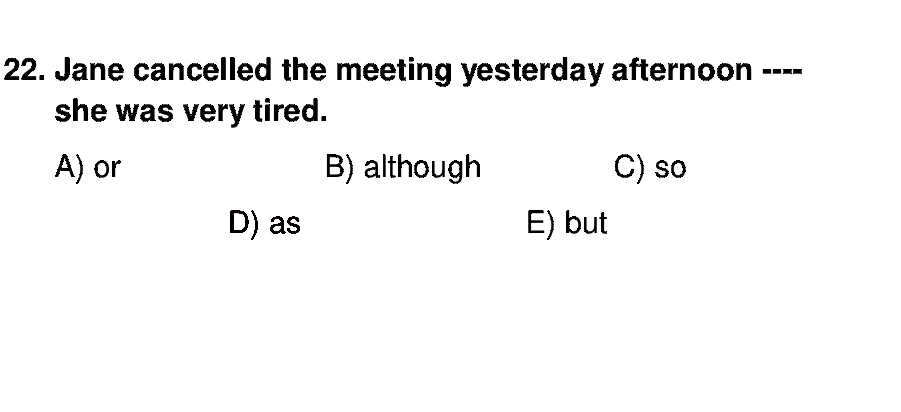 22. Jane cancelled the meeting yesterday afternoon ----
she was very tired.
A) or B) although C) so
D) as E) but